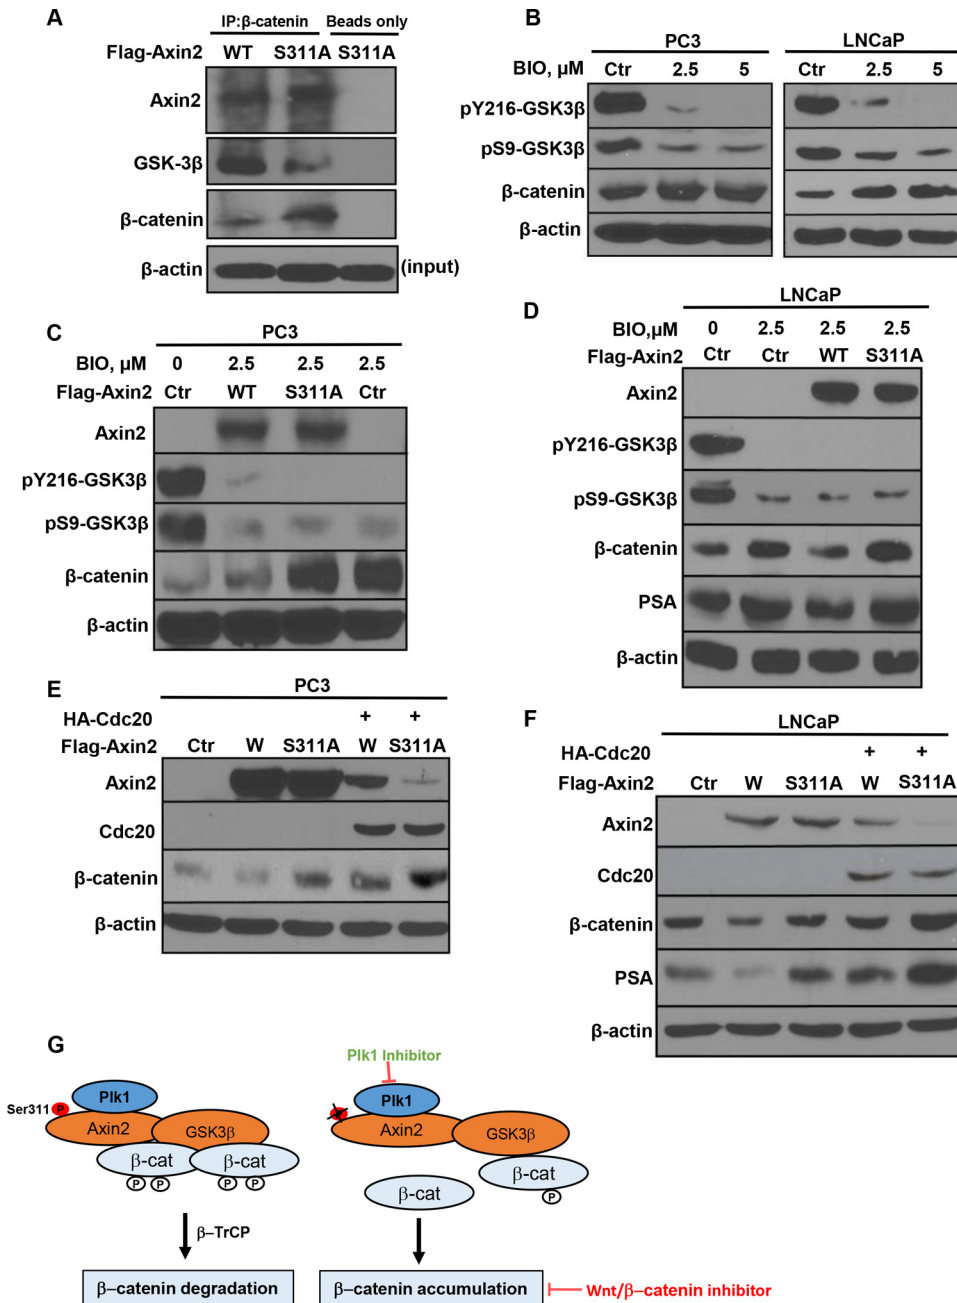 A
IP:β-catenin Beads only
Flag-Axin2 WT S311A S311A
Axin2
GSK-3β
β-catenin
β-actin (input)
B
PC3 LNCaP
BIO, μM Ctr 2.5 5 Ctr 2.5 5
pY216-GSK3β
pS9-GSK3β
β-catenin
β-actin
C
PC3
BIO, μM 0 2.5 2.5 2.5
Flag-Axin2 Ctr WT S311A Ctr
Axin2
pY216-GSK3β
pS9-GSK3β
β-catenin
β-actin
D
LNCaP
BIO,μM 0 2.5 2.5 2.5
Flag-Axin2 Ctr Ctr WT S311A
Axin2
pY216-GSK3β
pS9-GSK3β
β-catenin
PSA
β-actin
E
PC3
HA-Cdc20 + +
Flag-Axin2 Ctr W S311A W S311A
Axin2
Cdc20
β-catenin
β-actin
F
LNCaP
HA-Cdc20 + +
Flag-Axin2 Ctr W S311A W S311A
Axin2
Cdc20
β-catenin
PSA
β-actin
G
Ser311 P
Plk1
Axin2
GSK3β
β-cat β-cat
P P P P
β–TrCP
β–catenin degradation
Plk1 Inhibitor
Plk1
Axin2
GSK3β
β-cat
β-cat
P
β–catenin accumulation
Wnt/β–catenin inhibitor